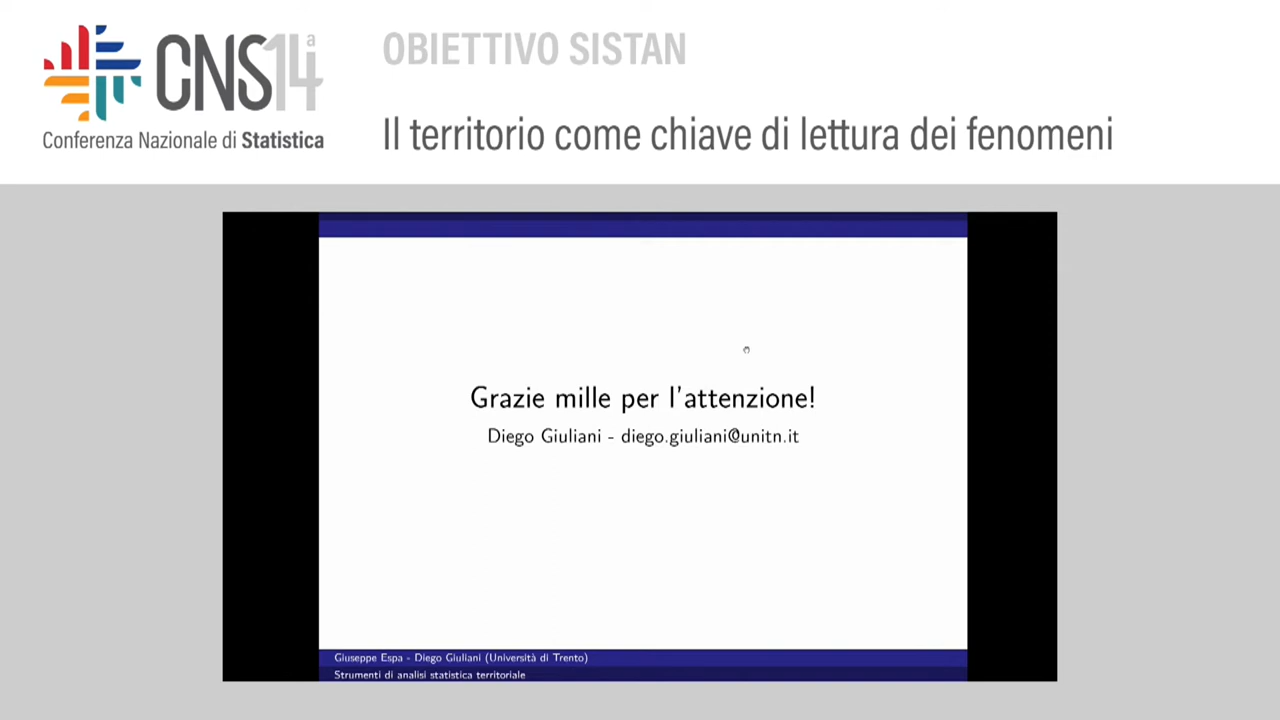 CNS14a
Conferenza Nazionale di Statistica
OBIETTIVO SISTAN
Il territorio come chiave di lettura dei fenomeni
Grazie mille per l'attenzione!
Diego Giuliani - diego.giuliani@unitn.it
Giuseppe Espa - Diego Giuliani (Università di Trento)
Strumenti di analisi statistica territoriale